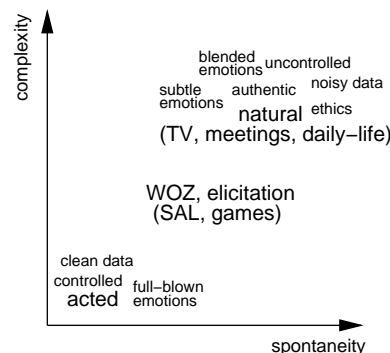 complexity
blended
emotions
uncontrolled
noisy data
subtle
emotions
authentic
natural
ethics
(TV, meetings, daily−life)
WOZ, elicitation
(SAL, games)
clean data
controlled
acted
full−blown
emotions
spontaneity